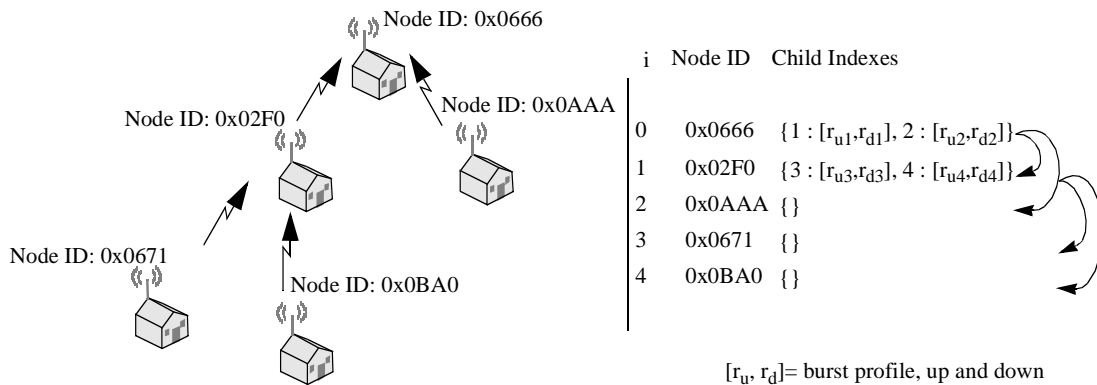 Node ID: 0x0666
Node ID: 0x02F0
Node ID: 0x0AAA
Node ID: 0x0671
Node ID: 0x0BA0
i Node ID Child Indexes
0 0x0666 {1 : [ru1,rd1], 2 : [ru2,rd2]}
1 0x02F0 {3 : [ru3,rd3], 4 : [ru4,rd4]}
2 0x0AAA {}
3 0x0671 {}
4 0x0BA0 {}
[ru, rd]= burst profile, up and down